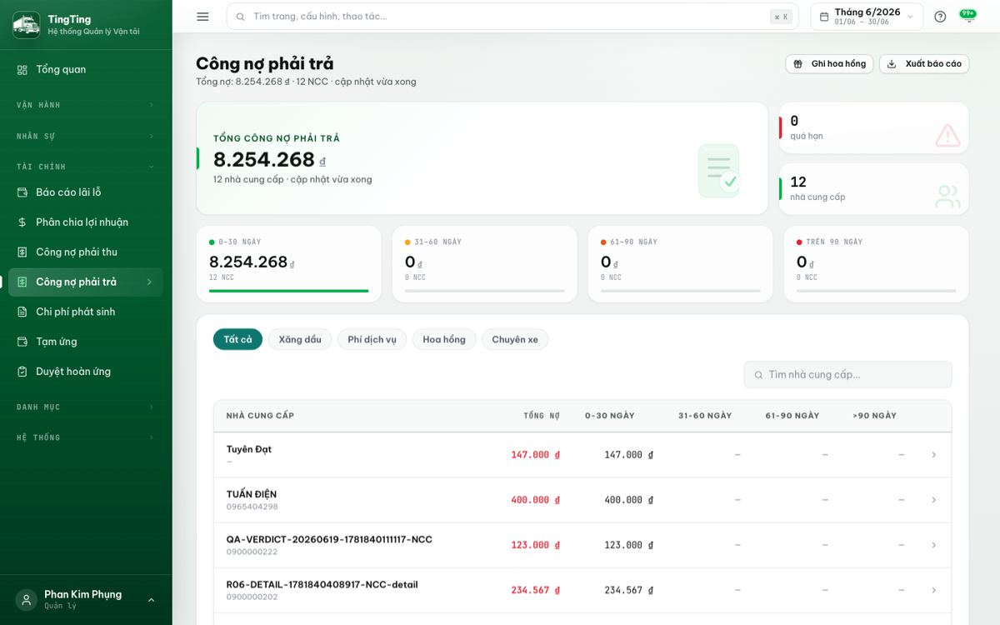 TingTing
Hệ thống Quản lý Vận tải
Tìm trang, cấu hình, thao tác...
⌘ K
Tháng 6/2026
01/06 – 30/06
99+
Tổng quan
VẬN HÀNH
NHÂN SỰ
TÀI CHÍNH
Báo cáo lãi lỗ
Phân chia lợi nhuận
Công nợ phải thu
Công nợ phải trả
Chi phí phát sinh
Tạm ứng
Duyệt hoàn ứng
DANH MỤC
HỆ THỐNG
Phan Kim Phụng
Quản lý
Công nợ phải trả
Tổng nợ: 8.254.268 ₫ · 12 NCC · cập nhật vừa xong
Ghi hoa hồng
Xuất báo cáo
TỔNG CÔNG NỢ PHẢI TRẢ
8.254.268 ₫
12 nhà cung cấp · cập nhật vừa xong
0
quá hạn
12
nhà cung cấp
0–30 NGÀY
8.254.268 ₫
12 NCC
31–60 NGÀY
0 ₫
0 NCC
61–90 NGÀY
0 ₫
0 NCC
TRÊN 90 NGÀY
0 ₫
0 NCC
Tất cả
Xăng dầu
Phí dịch vụ
Hoa hồng
Chuyến xe
Tìm nhà cung cấp...
NHÀ CUNG CẤP TỔNG NỢ 0-30 NGÀY 31-60 NGÀY 61-90 NGÀY >90 NGÀY
Tuyên Đạt 147.000 ₫ 147.000 ₫ — — —
—
TUẤN ĐIỆN 400.000 ₫ 400.000 ₫ — — —
0965404298
QA-VERDICT-20260619-1781840111117-NCC 123.000 ₫ 123.000 ₫ — — —
0900000222
R06-DETAIL-1781840408917-NCC-detail 234.567 ₫ 234.567 ₫ — — —
0900000202